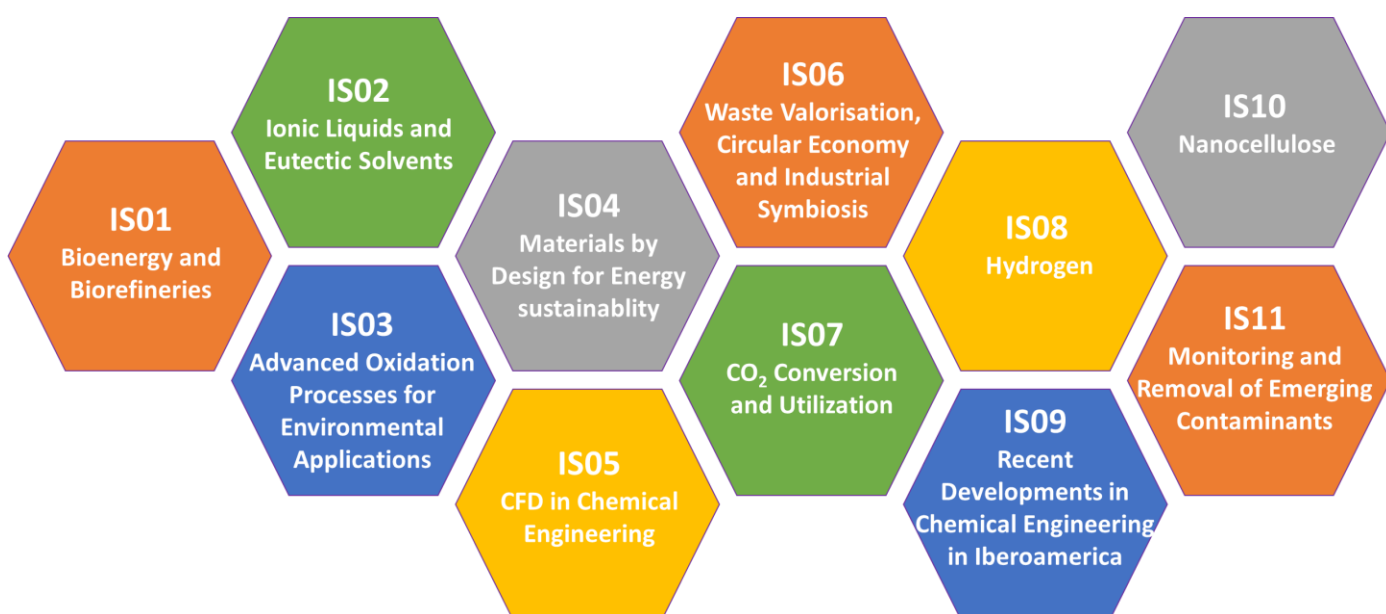 IS01
Bioenergy and
Biorefineries
IS02
Ionic Liquids and
Eutectic Solvents
IS03
Advanced Oxidation
Processes for
Environmental
Applications
IS04
Materials by
Design for Energy
sustainablity
IS05
CFD in Chemical
Engineering
IS06
Waste Valorisation,
Circular Economy
and Industrial
Symbiosis
IS07
CO₂ Conversion
and Utilization
IS08
Hydrogen
IS09
Recent
Developments in
Chemical Engineering
in Iberoamerica
IS10
Nanocellulose
IS11
Monitoring and
Removal of Emerging
Contaminants